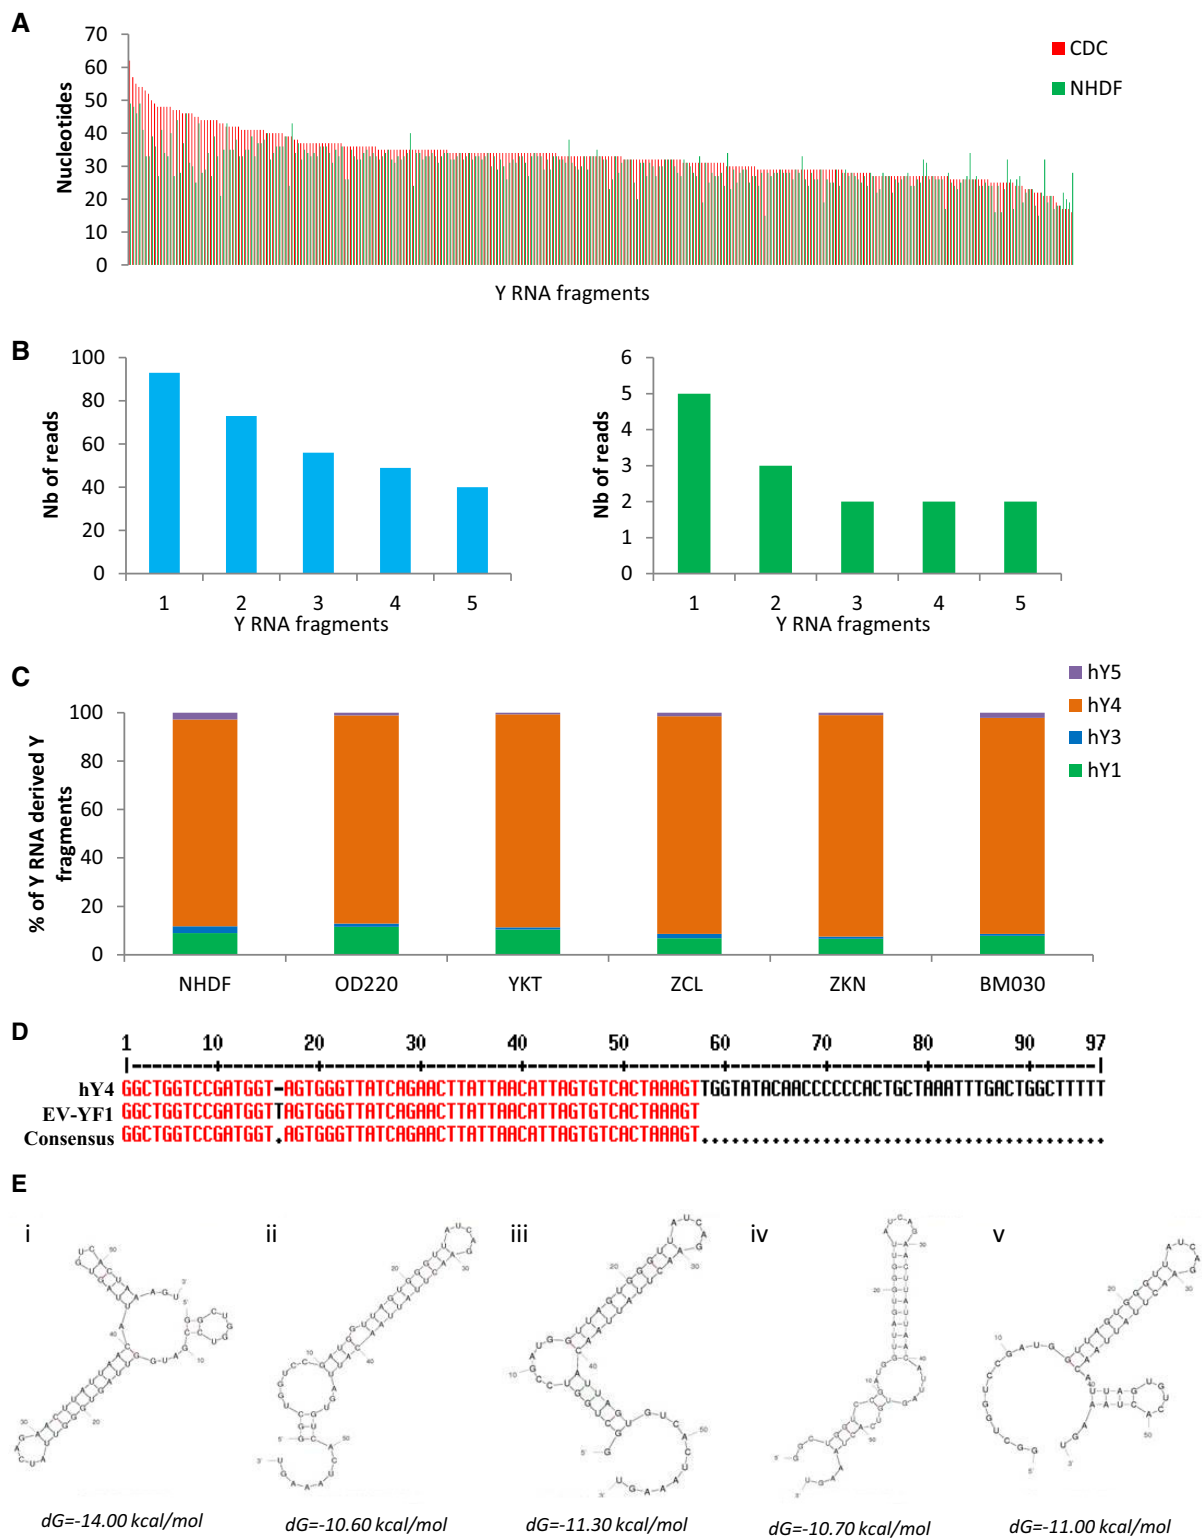 A
70
60
50
40
30
20
10
0
Nucleotides
CDC
NHDF
Y RNA fragments
B
100
80
60
40
20
0
Nb of reads
1 2 3 4 5
Y RNA fragments
6
5
4
3
2
1
0
Nb of reads
1 2 3 4 5
Y RNA fragments
C
hY5
hY4
hY3
hY1
100
80
60
40
20
0
% of Y RNA derived Y
fragments
NHDF OD220 YKT ZCL ZKN BM030
D
1 10 20 30 40 50 60 70 80 90 97
hY4 GGCTGGTCCGATGGT-AGTGGGTTATCAGAACTTATTAACATTAGTGTCACTAAAGTTGGTATACAACCCCCCACTGCTAAATTTGACTGGCTTTTT
EV-YF1 GGCTGGTCCGATGGTTAGTGGGTTATCAGAACTTATTAACATTAGTGTCACTAAAGT
Consensus GGCTGGTCCGATGGT.AGTGGGTTATCAGAACTTATTAACATTAGTGTCACTAAAGT........................................
E
i ii iii iv v
dG=-14.00 kcal/mol dG=-10.60 kcal/mol dG=-11.30 kcal/mol dG=-10.70 kcal/mol dG=-11.00 kcal/mol